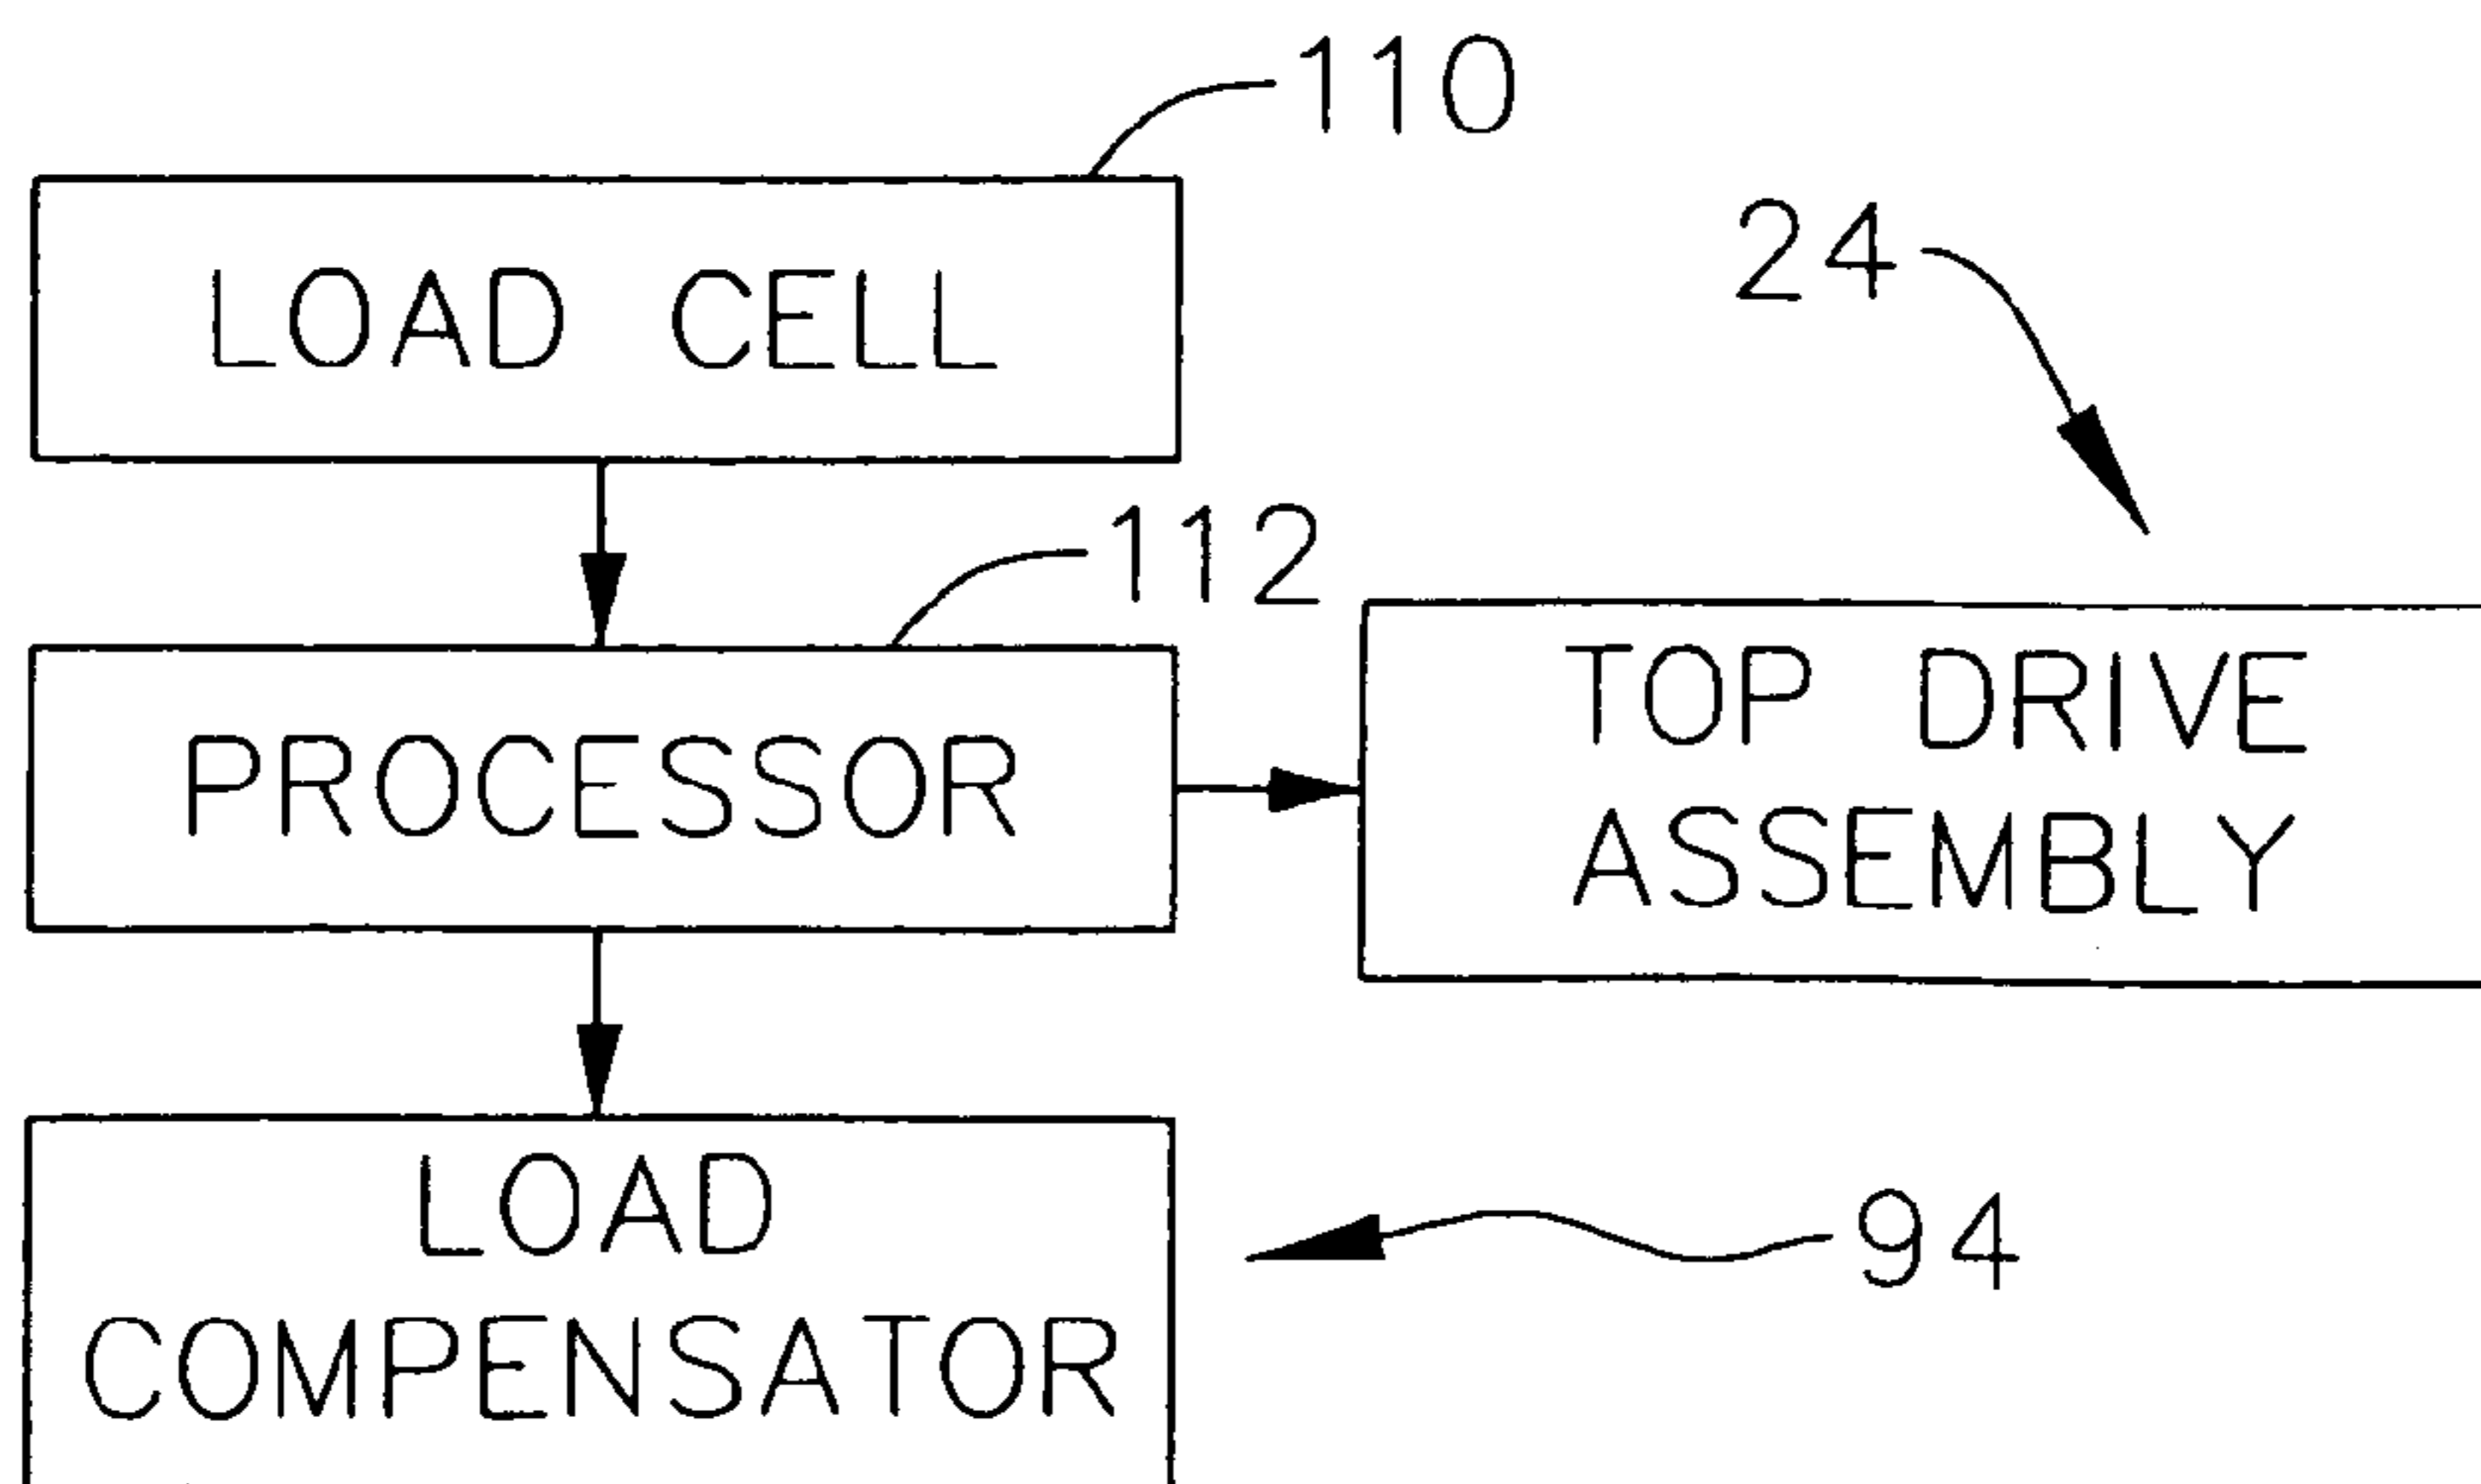 110
LOAD CELL
24
112
PROCESSOR
TOP DRIVE
ASSEMBLY
LOAD
COMPENSATOR
94